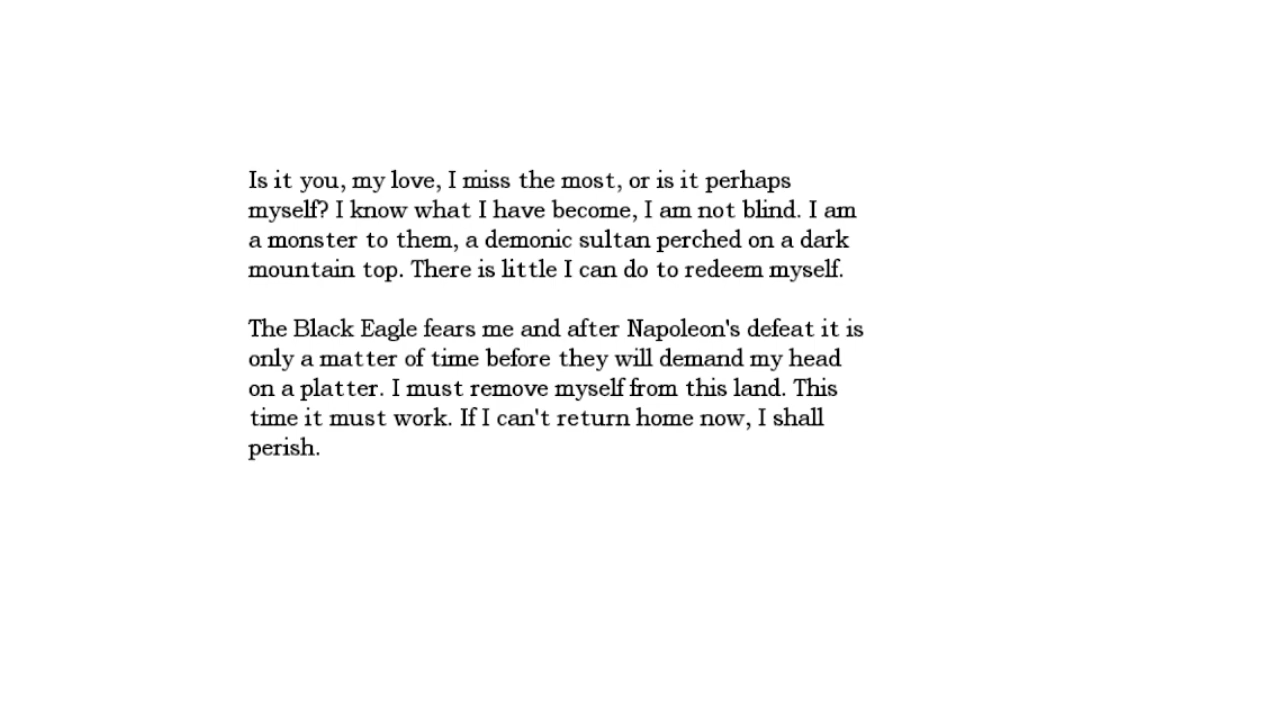 Is it you, my love, I miss the most, or is it perhaps
myself? I know what I have become, I am not blind. I am
a monster to them, a demonic sultan perched on a dark
mountain top. There is little I can do to redeem myself.
The Black Eagle fears me and after Napoleon's defeat it is
only a matter of time before they will demand my head
on a platter. I must remove myself from this land. This
time it must work. If I can't return home now, I shall
perish.